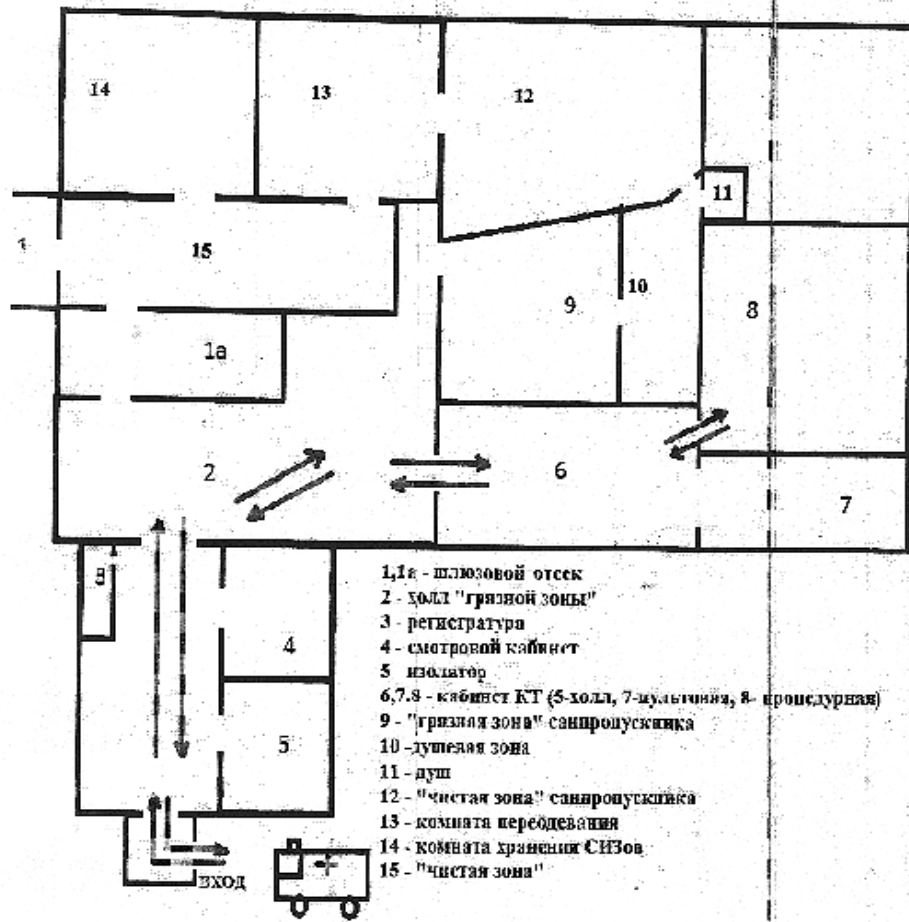 14
13
12
11
1
15
10
9
8
1а
2
6
7
3
4
5
ВХОД
1,1а - шлюзовой отсек
2 - холл "грязной зоны"
3 - регистратура
4 - смотровой кабинет
5 изолятор
6,7,8 - кабинет КТ (5-холл, 7-пультовая, 8- процедурная)
9 - "грязная зона" санпропускника
10 -душевая зона
11 - душ
12 - "чистая зона" санпропускника
13 - комната переодевания
14 - комната хранения СИЗов
15 - "чистая зона"